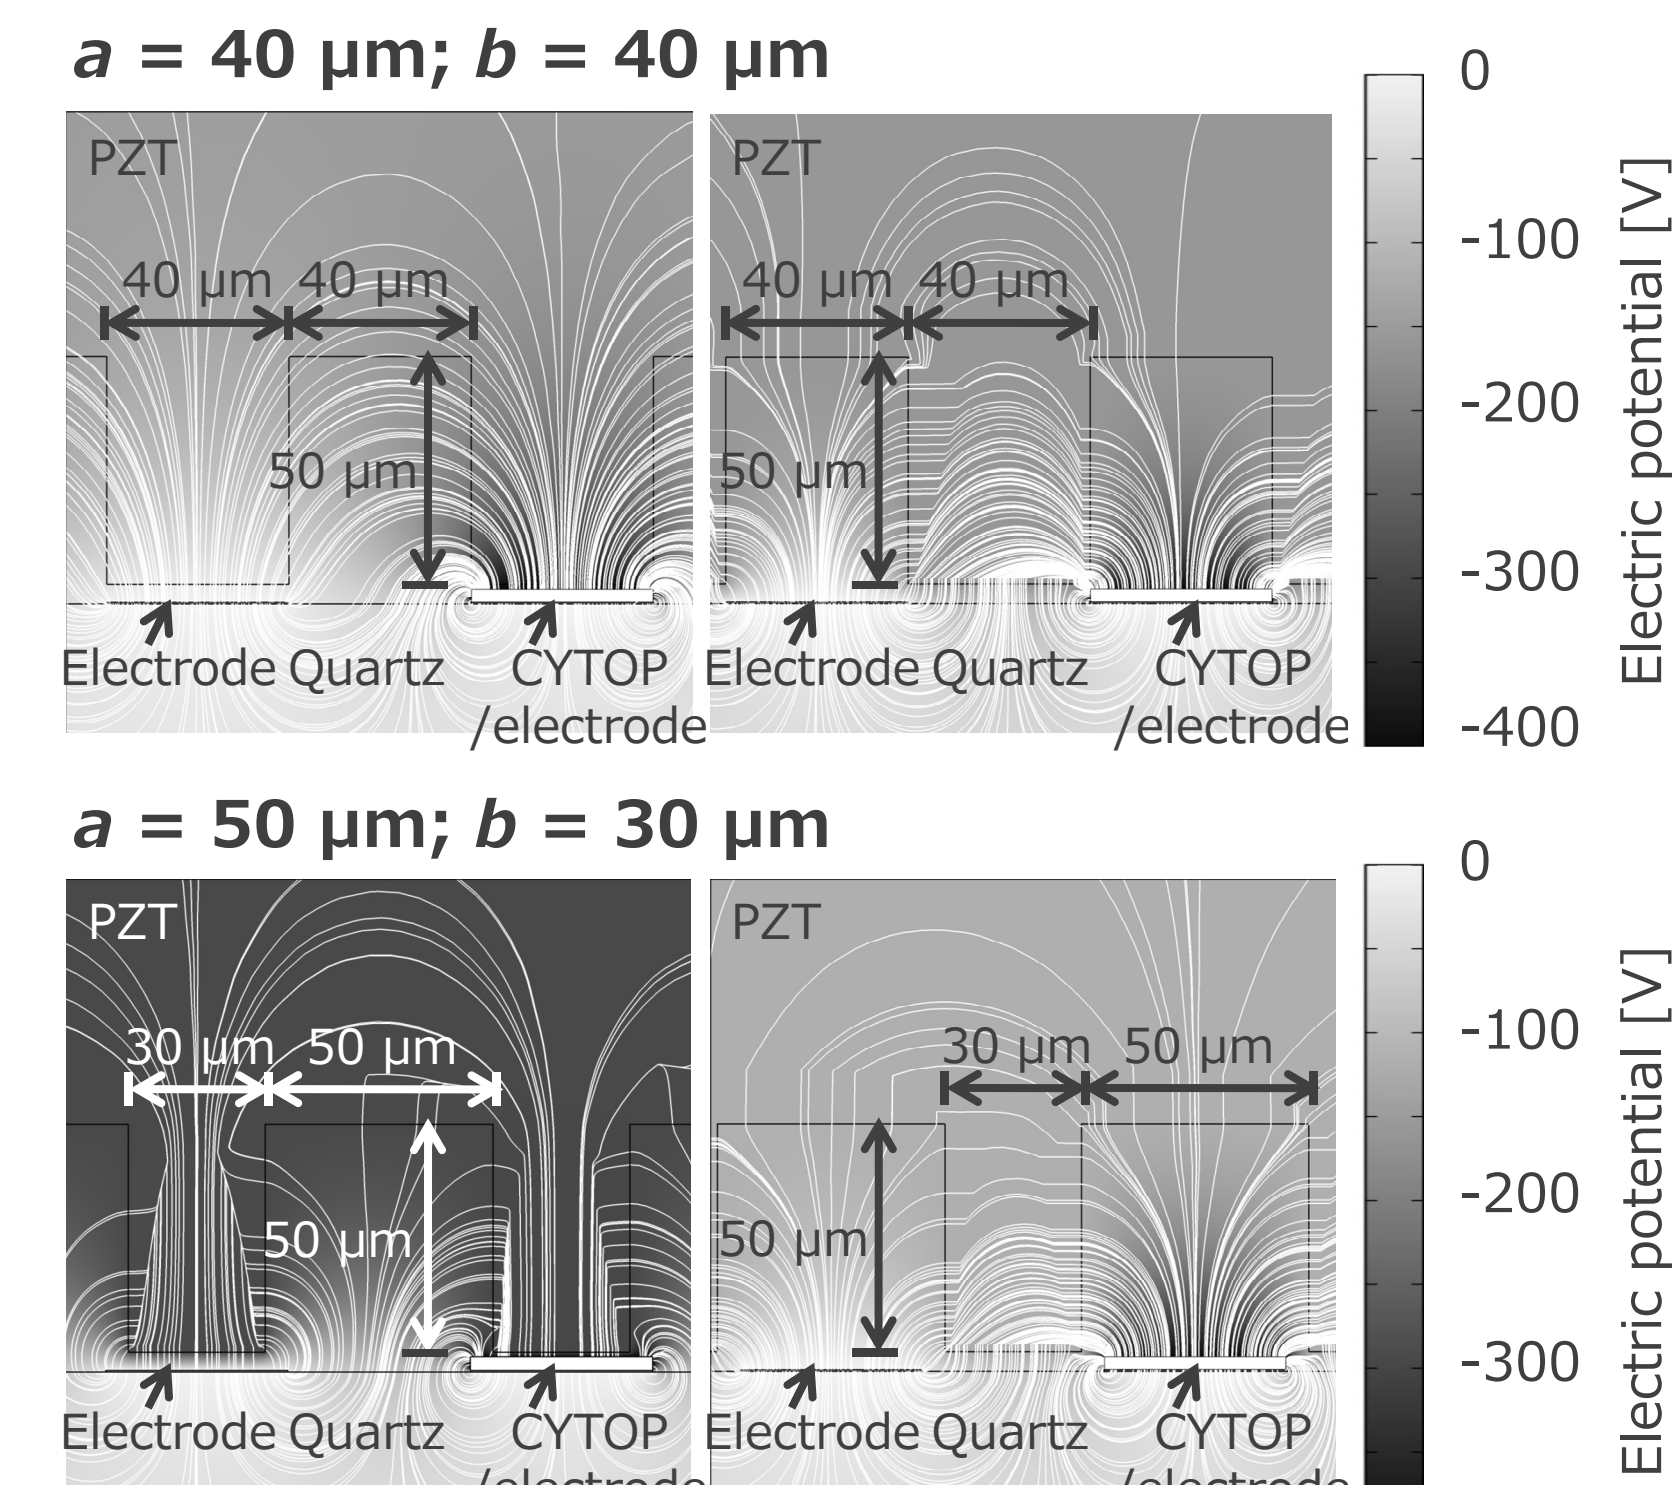 a = 40 µm; b = 40 µm
PZT
40 µm 40 µm
50 µm
Electrode Quartz CYTOP
/electrode
PZT
40 µm 40 µm
50 µm
Electrode Quartz CYTOP
/electrode
0
-100
-200
-300
-400
Electric potential [V]
a = 50 µm; b = 30 µm
PZT
30 µm 50 µm
50 µm
Electrode Quartz CYTOP
/electrode
PZT
30 µm 50 µm
50 µm
Electrode Quartz CYTOP
/electrode
0
-100
-200
-300
Electric potential [V]